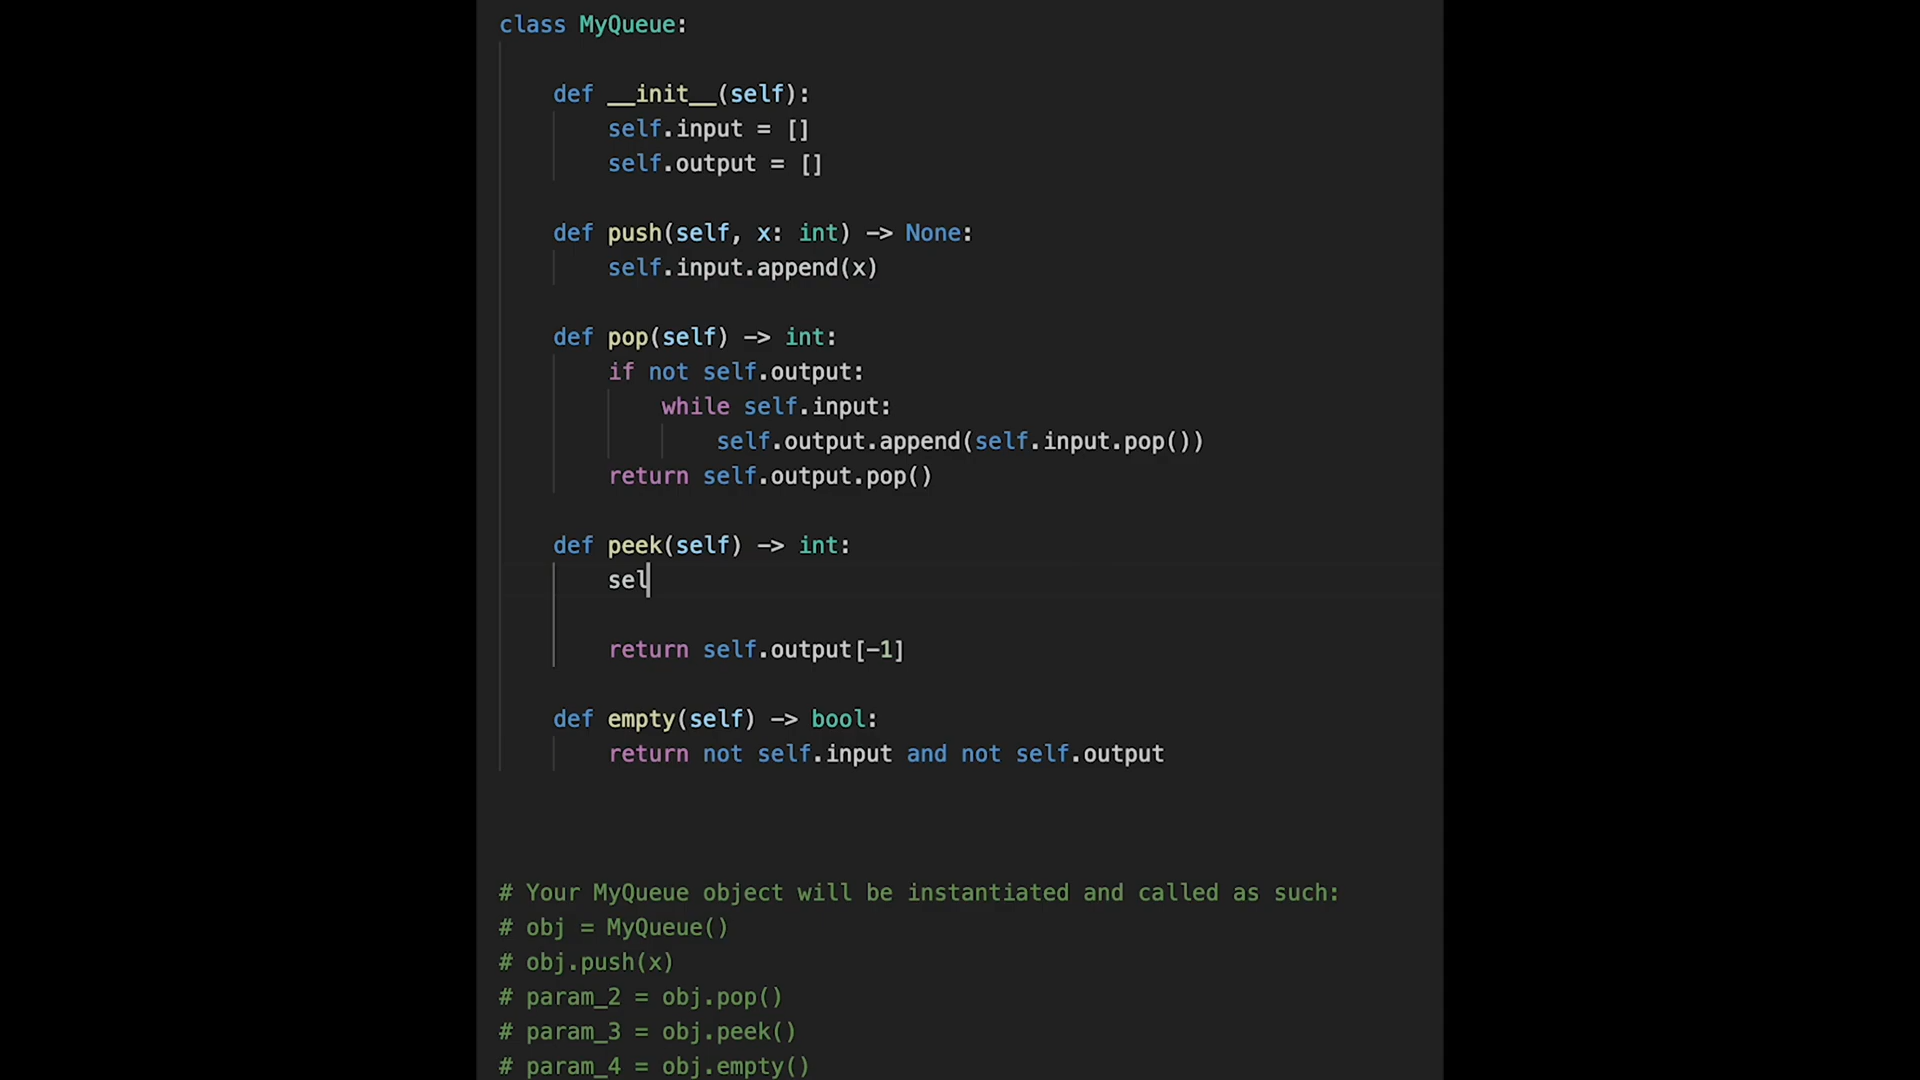 class MyQueue:
def __init__(self):
self.input = []
self.output = []
def push(self, x: int) -> None:
self.input.append(x)
def pop(self) -> int:
if not self.output:
while self.input:
self.output.append(self.input.pop())
return self.output.pop()
def peek(self) -> int:
sel
return self.output[-1]
def empty(self) -> bool:
return not self.input and not self.output
# Your MyQueue object will be instantiated and called as such:
# obj = MyQueue()
# obj.push(x)
# param_2 = obj.pop()
# param_3 = obj.peek()
# param_4 = obj.empty()